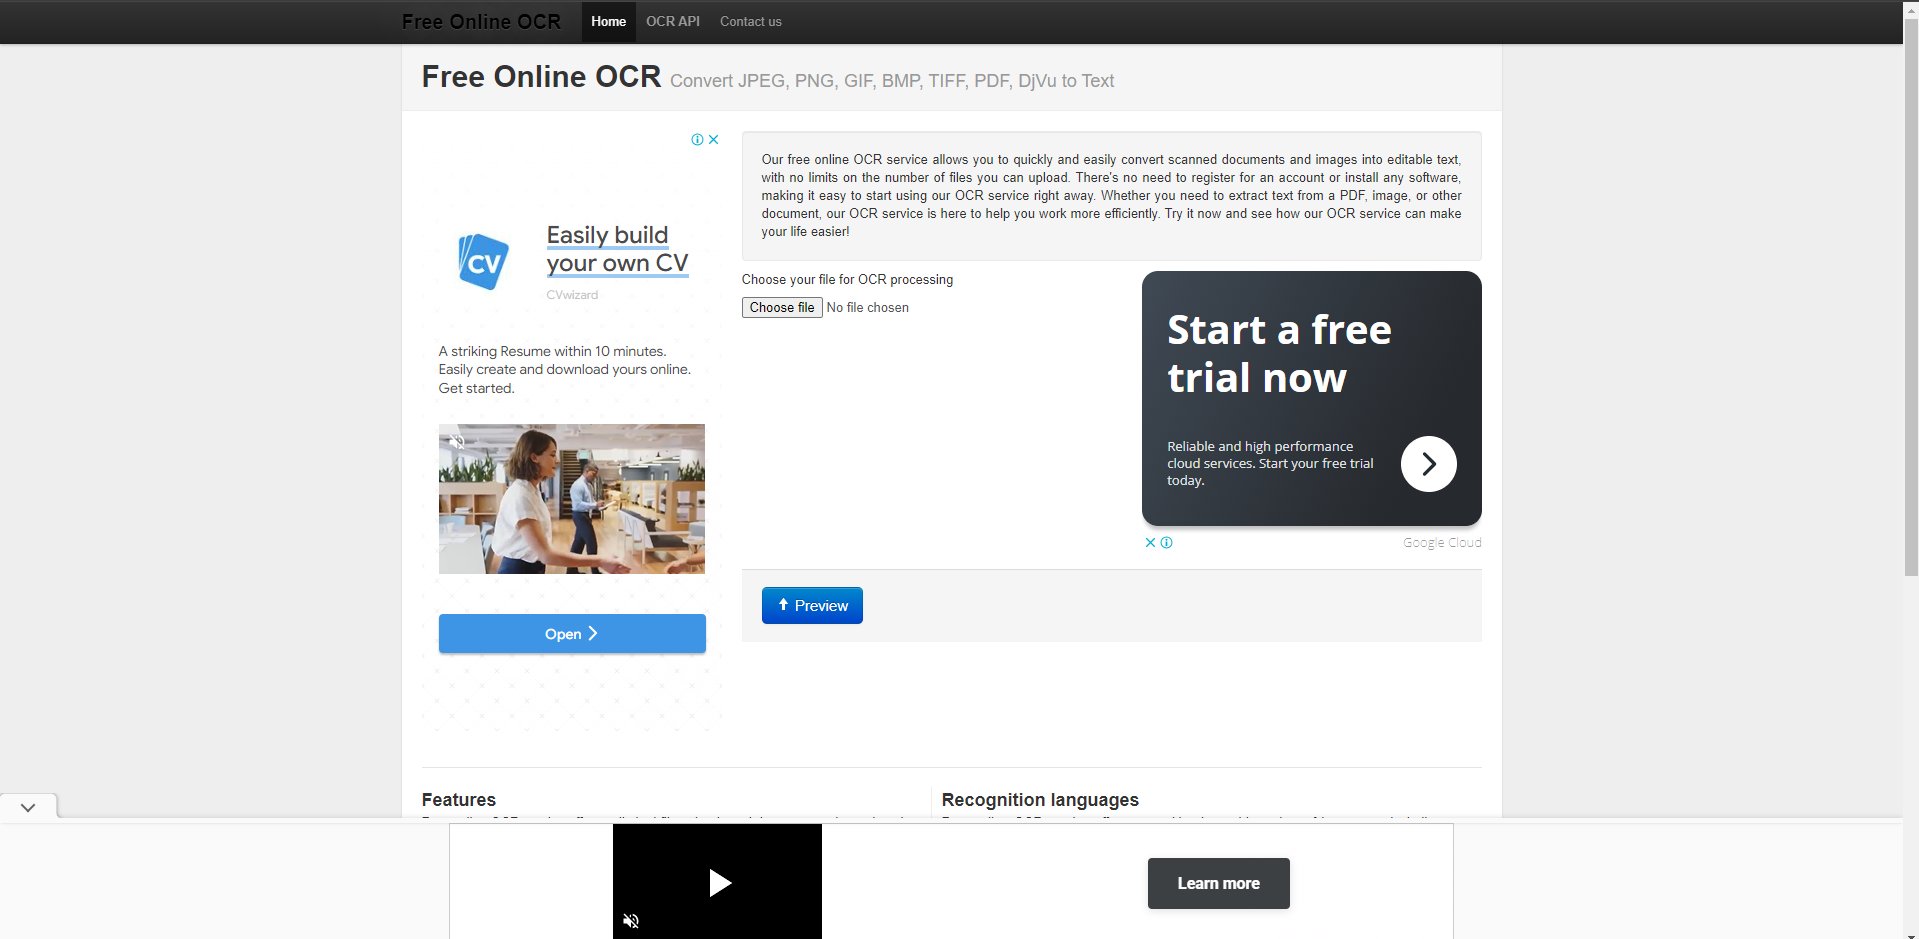 Free Online OCR
Home
OCR API
Contact us
Free Online OCR Convert JPEG, PNG, GIF, BMP, TIFF, PDF, DjVu to Text
CV
Easily build
your own CV
CVwizard
A striking Resume within 10 minutes.
Easily create and download yours online.
Get started.
Open
Our free online OCR service allows you to quickly and easily convert scanned documents and images into editable text,
with no limits on the number of files you can upload. There's no need to register for an account or install any software,
making it easy to start using our OCR service right away. Whether you need to extract text from a PDF, image, or other
document, our OCR service is here to help you work more efficiently. Try it now and see how our OCR service can make
your life easier!
Choose your file for OCR processing
Choose file No file chosen
Start a free
trial now
Reliable and high performance
cloud services. Start your free trial
today.
Google Cloud
Preview
Features
Recognition languages
Learn more